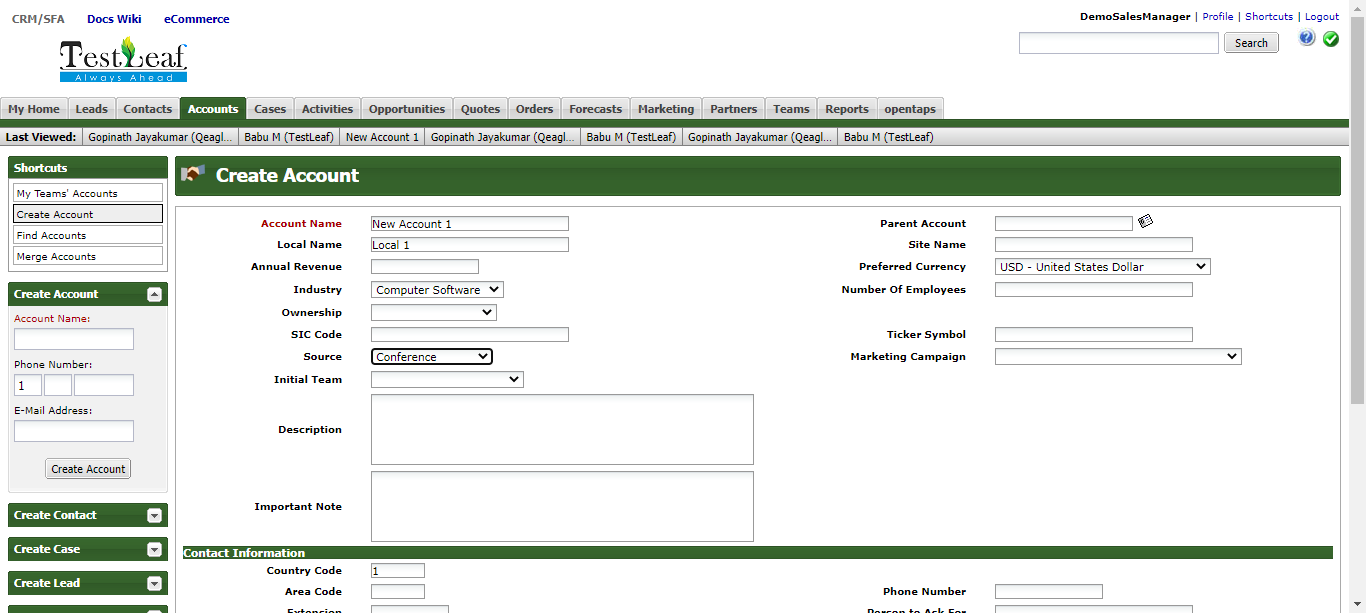 CRM/SFA Docs Wiki eCommerce
DemoSalesManager | Profile | Shortcuts | Logout
TestLeaf
Always Ahead
Search
My Home Leads Contacts Accounts Cases Activities Opportunities Quotes Orders Forecasts Marketing Partners Teams Reports opentaps
Last Viewed: Gopinath Jayakumar (Qeagl... Babu M (TestLeaf) New Account 1 Gopinath Jayakumar (Qeagl... Babu M (TestLeaf) Gopinath Jayakumar (Qeagl... Babu M (TestLeaf)
Shortcuts
My Teams' Accounts
Create Account
Find Accounts
Merge Accounts
Create Account
Account Name:
Phone Number:
1
E-Mail Address:
Create Account
Create Contact
Create Case
Create Lead
Create Account
Account Name New Account 1 Parent Account
Local Name Local 1 Site Name
Annual Revenue Preferred Currency USD - United States Dollar
Industry Computer Software Number Of Employees
Ownership
SIC Code Ticker Symbol
Source Conference Marketing Campaign
Initial Team
Description
Important Note
Contact Information
Country Code 1
Area Code Phone Number
Extension Person to Ask For